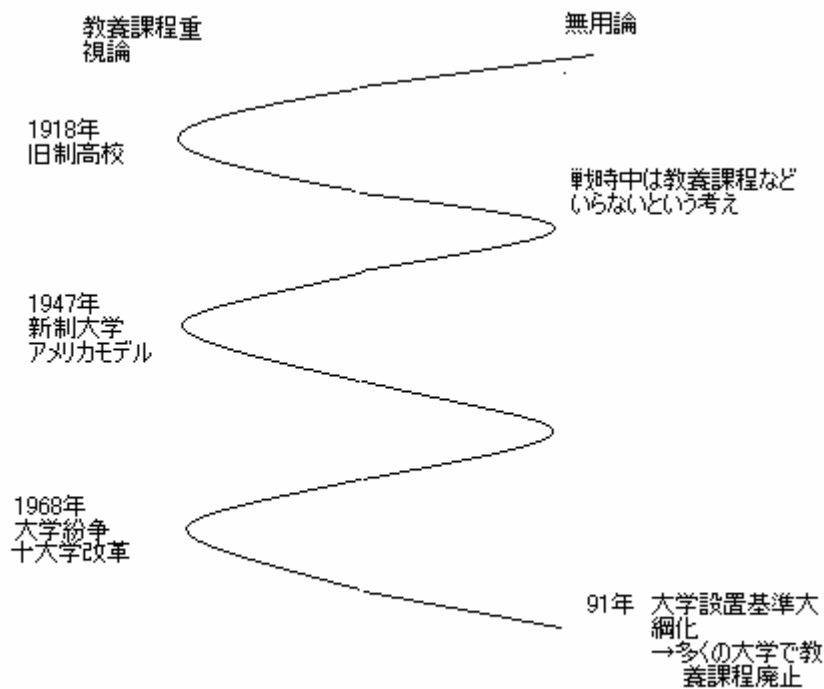 教養課程重
視論
無用論
1918年
旧制高校
戦時中は教養課程など
いらないという考え
1947年
新制大学
アメリカモデル
1968年
大学紛争
十大学改革
91年 大学設置基準大
綱化
→多くの大学で教
養課程廃止